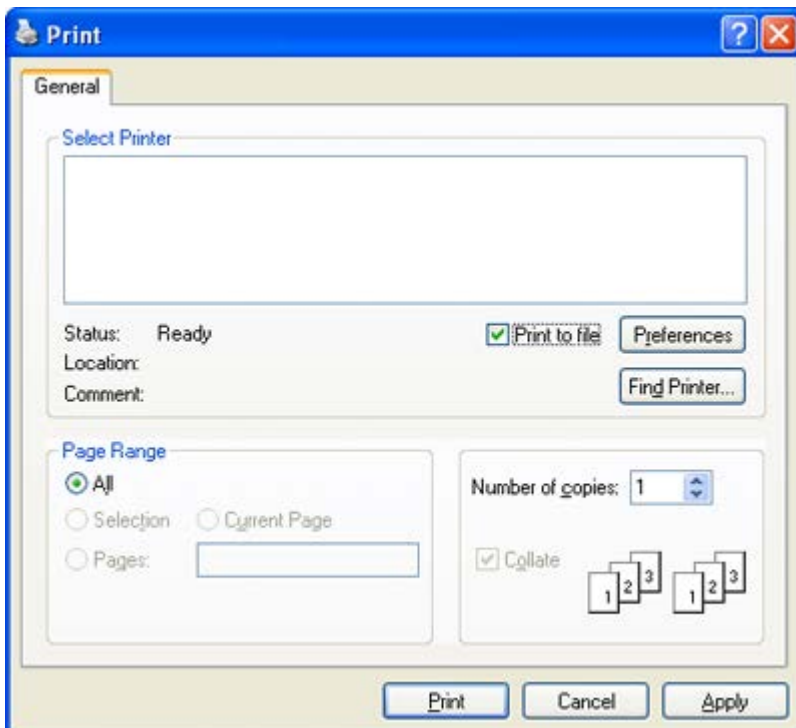 Print
General
Select Printer
Status: Ready
Print to file
Preferences
Location:
Comment:
Find Printer...
Page Range
All
Selection
Current Page
Pages:
Number of copies: 1
Collate
1 2 3 1 2 3
Print Cancel Apply